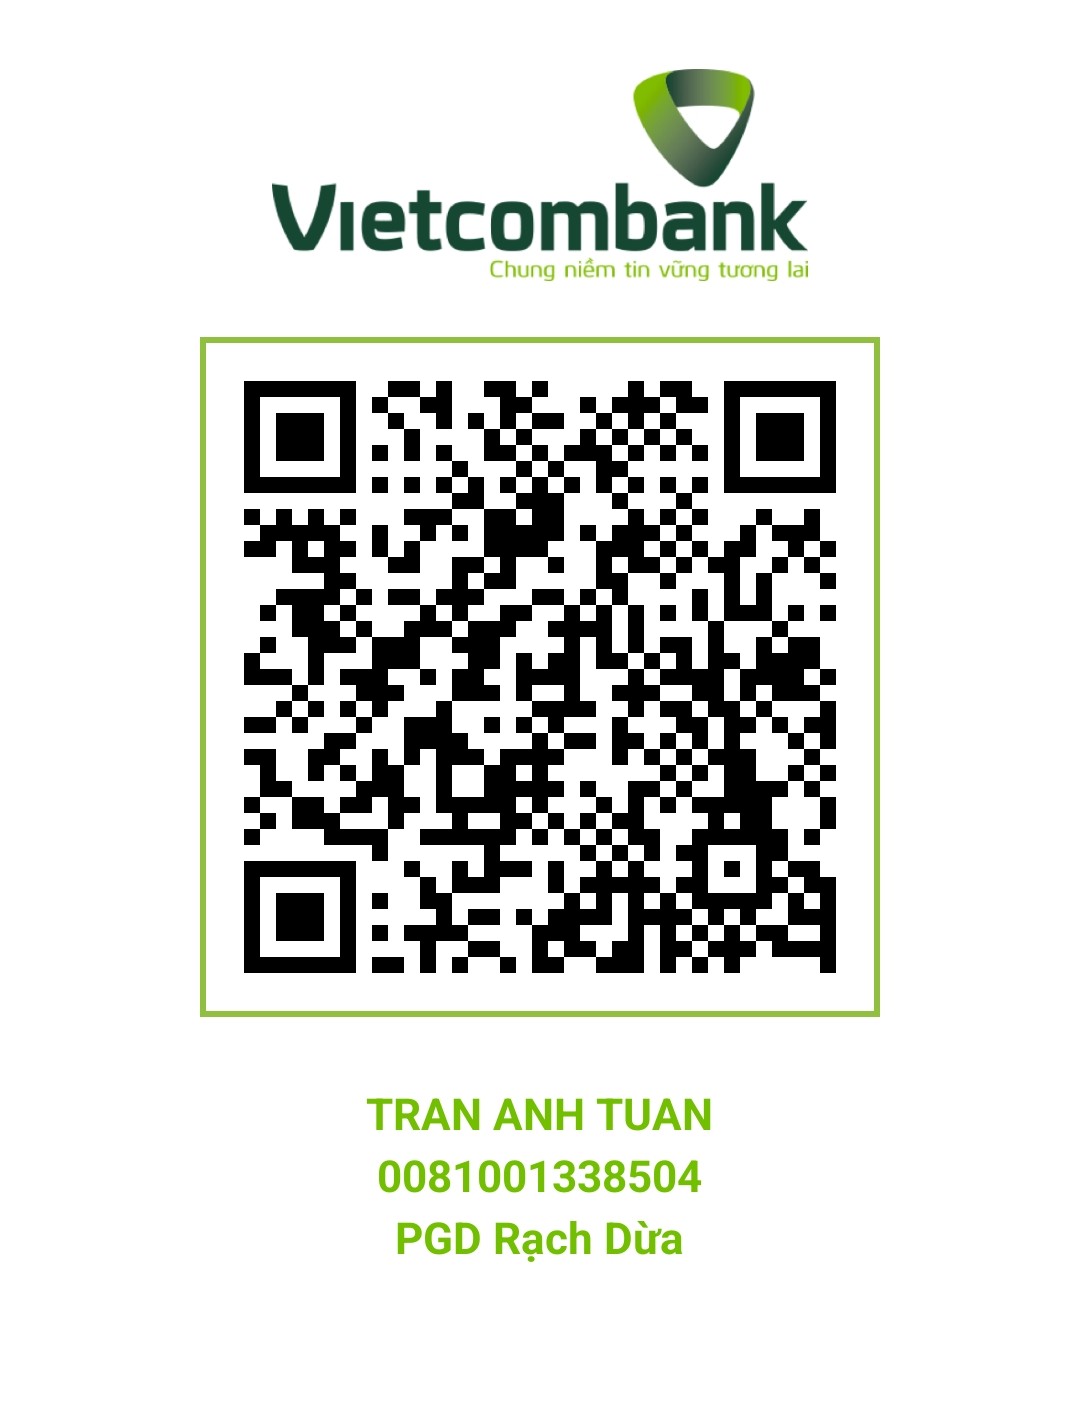 Vietcombank
Chung niềm tin vững tương lai
TRAN ANH TUAN
0081001338504
PGD Rạch Dừa